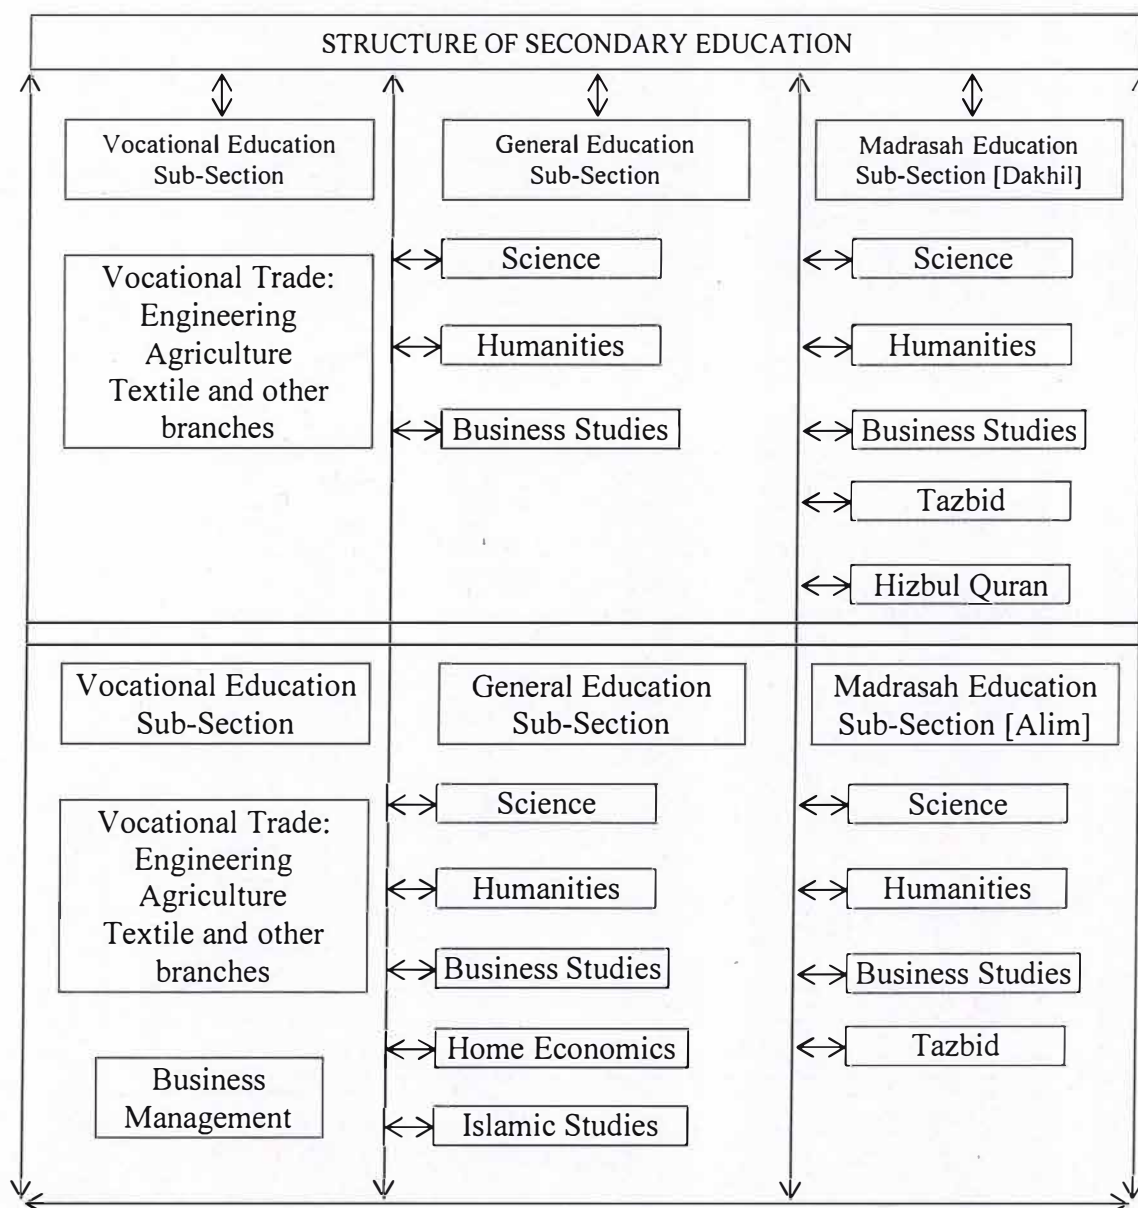 STRUCTURE OF SECONDARY EDUCATION
Vocational Education
Sub-Section
General Education
Sub-Section
Madrasah Education
Sub-Section [Dakhil]
Vocational Trade:
Engineering
Agriculture
Textile and other
branches
Science
Humanities
Business Studies
Science
Humanities
Business Studies
Tazbid
Hizbul Quran
Vocational Education
Sub-Section
General Education
Sub-Section
Madrasah Education
Sub-Section [Alim]
Vocational Trade:
Engineering
Agriculture
Textile and other
branches
Business
Management
Science
Humanities
Business Studies
Home Economics
Islamic Studies
Science
Humanities
Business Studies
Tazbid